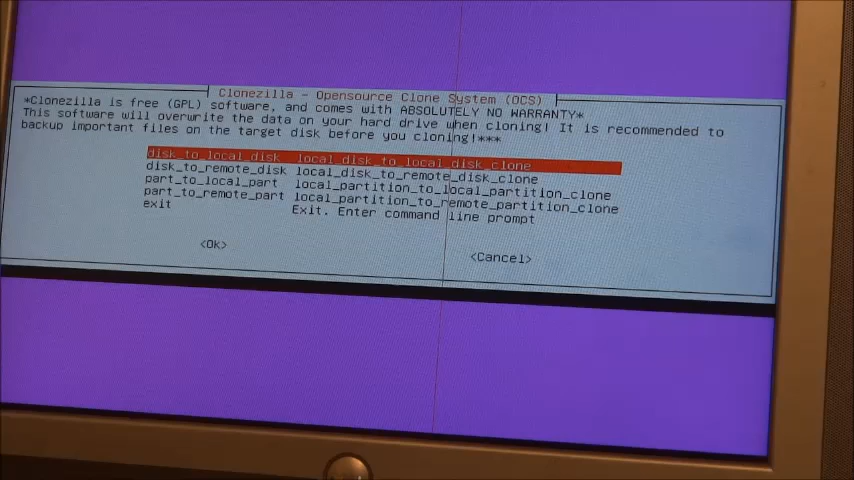 Clonezilla - Opensource Clone System (OCS)
*Clonezilla is free (GPL) software, and comes with ABSOLUTELY NO WARRANTY*
This software will overwrite the data on your hard drive when cloning! It is recommended to
backup important files on the target disk before you cloning!***
disk_to_local_disk local_disk_to_local_disk_clone
disk_to_remote_disk local_disk_to_remote_disk_clone
part_to_local_part local_partition_to_local_partition_clone
part_to_remote_part local_partition_to_remote_partition_clone
exit Exit. Enter command line prompt
<Ok> <Cancel>